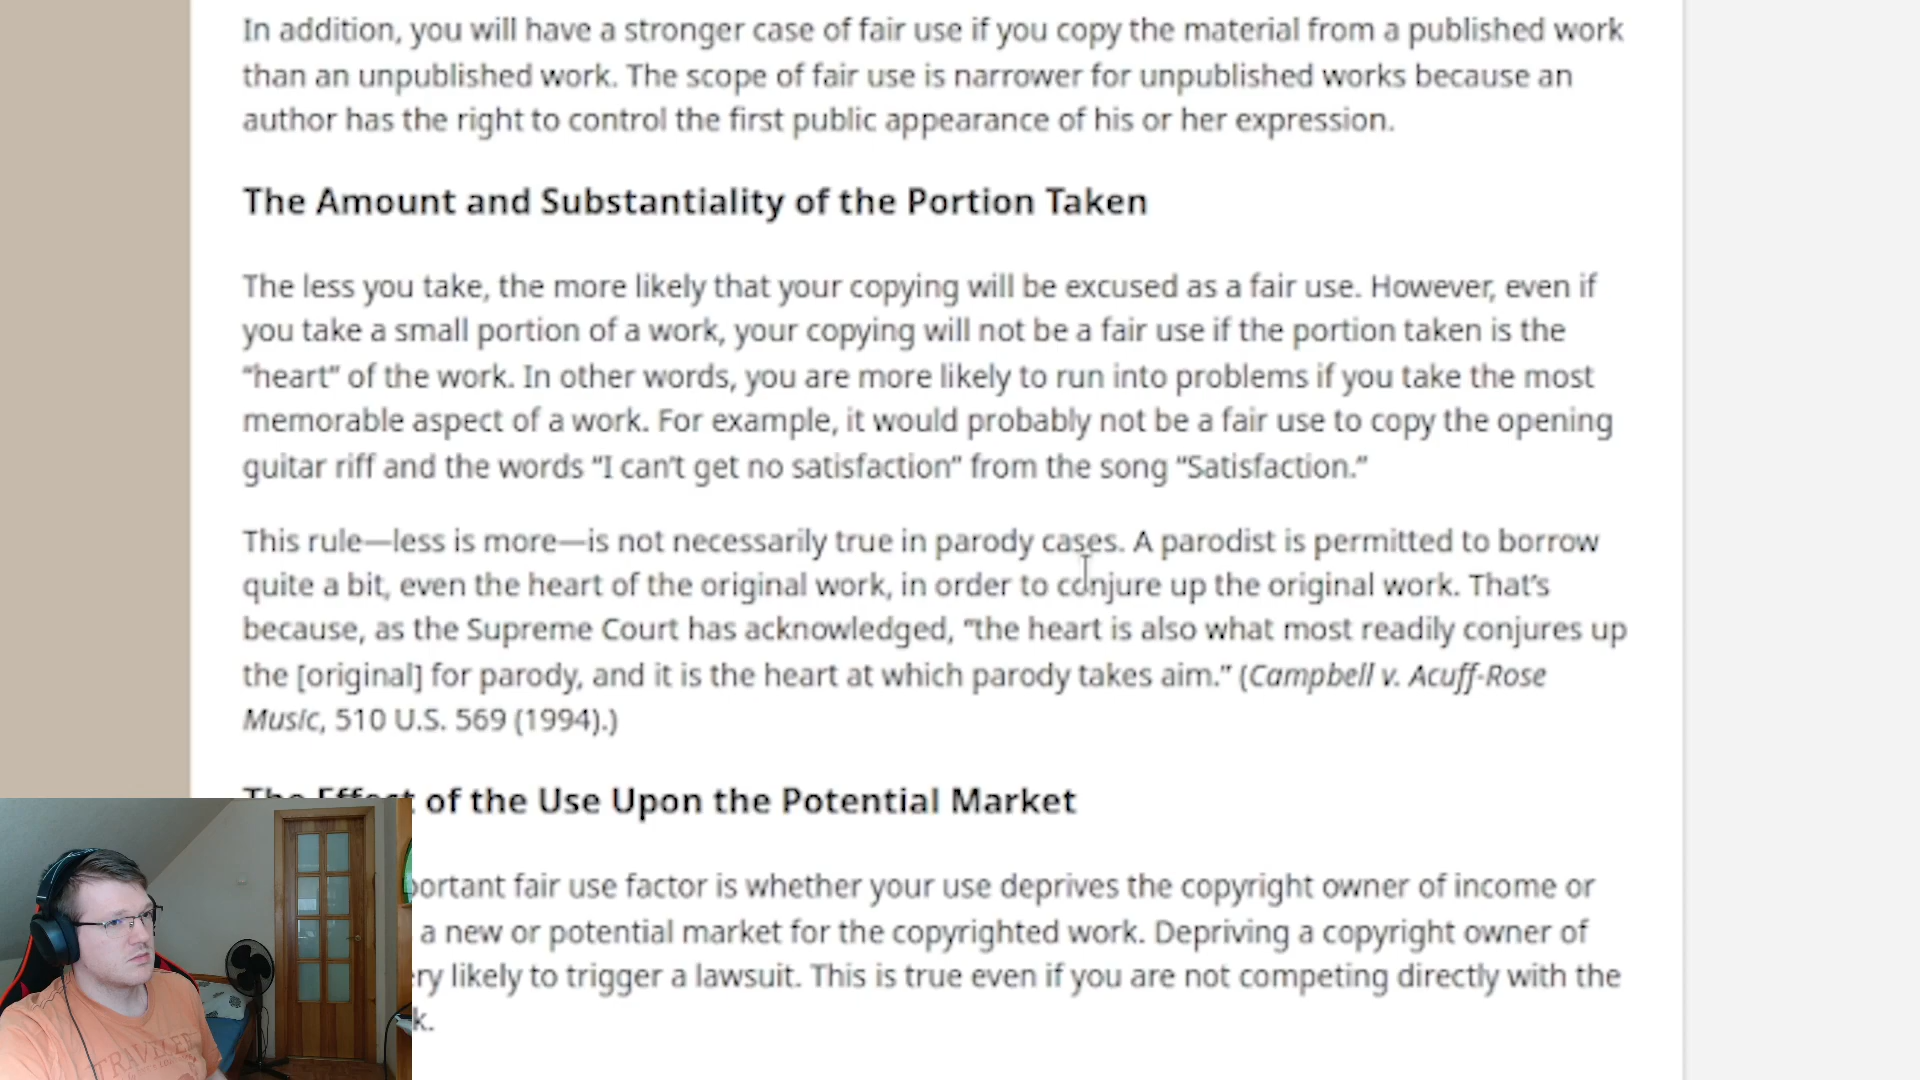 In addition, you will have a stronger case of fair use if you copy the material from a published work
than an unpublished work. The scope of fair use is narrower for unpublished works because an
author has the right to control the first public appearance of his or her expression.
The Amount and Substantiality of the Portion Taken
The less you take, the more likely that your copying will be excused as a fair use. However, even if
you take a small portion of a work, your copying will not be a fair use if the portion taken is the
“heart” of the work. In other words, you are more likely to run into problems if you take the most
memorable aspect of a work. For example, it would probably not be a fair use to copy the opening
guitar riff and the words “I can’t get no satisfaction” from the song “Satisfaction.”
This rule—less is more—is not necessarily true in parody cases. A parodist is permitted to borrow
quite a bit, even the heart of the original work, in order to conjure up the original work. That’s
because, as the Supreme Court has acknowledged, “the heart is also what most readily conjures up
the [original] for parody, and it is the heart at which parody takes aim.” (Campbell v. Acuff-Rose
Music, 510 U.S. 569 (1994).)
The Effect of the Use Upon the Potential Market
portant fair use factor is whether your use deprives the copyright owner of income or
a new or potential market for the copyrighted work. Depriving a copyright owner of
ry likely to trigger a lawsuit. This is true even if you are not competing directly with the
k.
TRAVELER